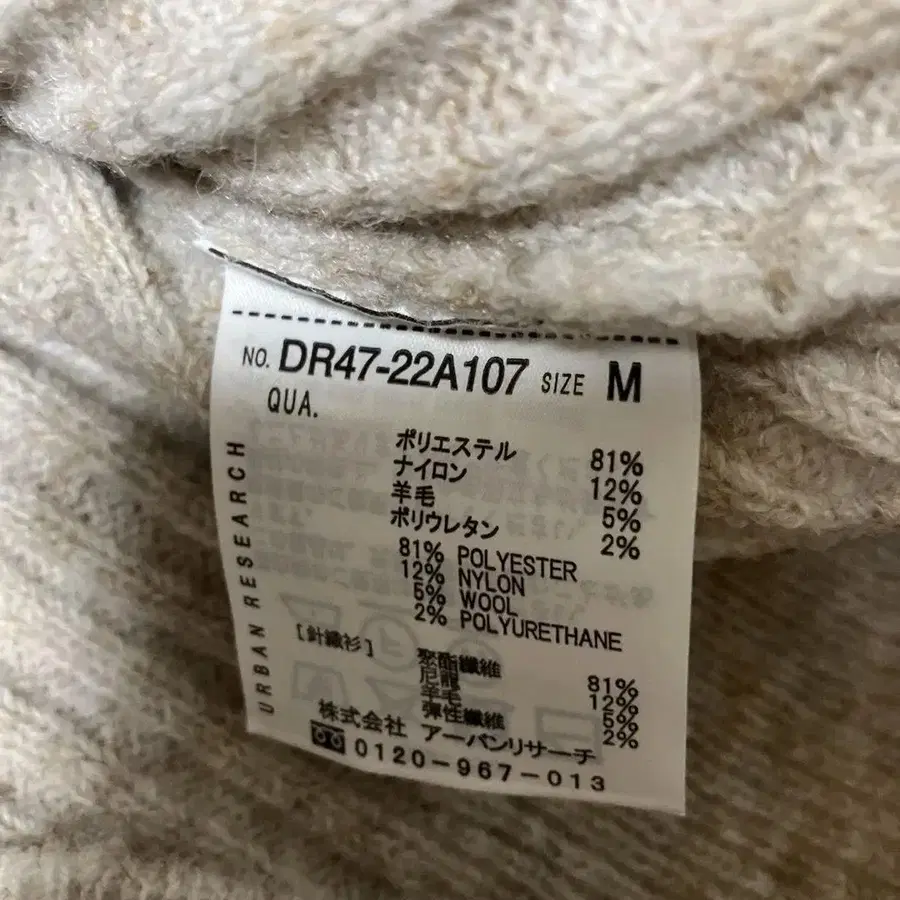 NO. DR47-22A107 SIZE M
QUA.
ポリエステル 81%
ナイロン 12%
羊毛 5%
ポリウレタン 2%
81% POLYESTER
12% NYLON
5% WOOL
2% POLYURETHANE
[針織衫] 聚酯纖維 81%
尼龍 12%
羊毛 5%
彈性纖維 2%
株式会社 アーバンリサーチ
0120-967-013
URBAN RESEARCH